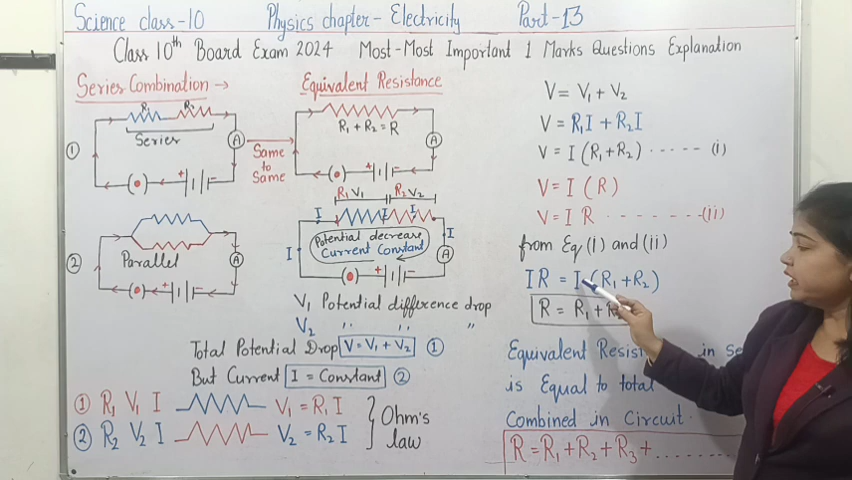 Science class-10 Physics chapter- Electricity Part-13
Class 10th Board Exam 2024 Most-Most Important 1 Marks Questions Explanation
Series Combination →
Equivalent Resistance
①
R1 R2
Series
A
+
Same
to
Same
R1 + R2 = R
A
+
②
Parallel
A
+
R1 V1 R2 V2
I I I
Potential decrease
Current Constant
I I
A
+
V1 Potential difference drop
V2 " " "
Total Potential Drop V = V1 + V2 ①
But Current I = Constant ②
① R1 V1 I V1 = R1 I
② R2 V2 I V2 = R2 I
Ohm's
law
V = V1 + V2
V = R1I + R2I
V = I (R1+R2) ..... (i)
V = I (R)
V = I R ....... (ii)
from Eq (i) and (ii)
IR = I (R1+R2)
R = R1 +
Equivalent in
is Equal to total
Combined in Circuit.
R = R1 + R2 + R3 + ........